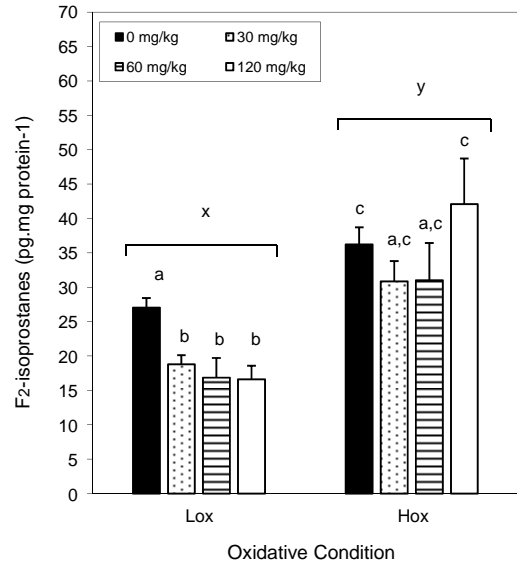 70
65
60
55
50
45
40
35
30
25
20
15
10
5
0
F2-isoprostanes (pg.mg protein-1)
0 mg/kg 30 mg/kg
60 mg/kg 120 mg/kg
y
c
x
c a,c a,c
a
b b b
Lox Hox
Oxidative Condition